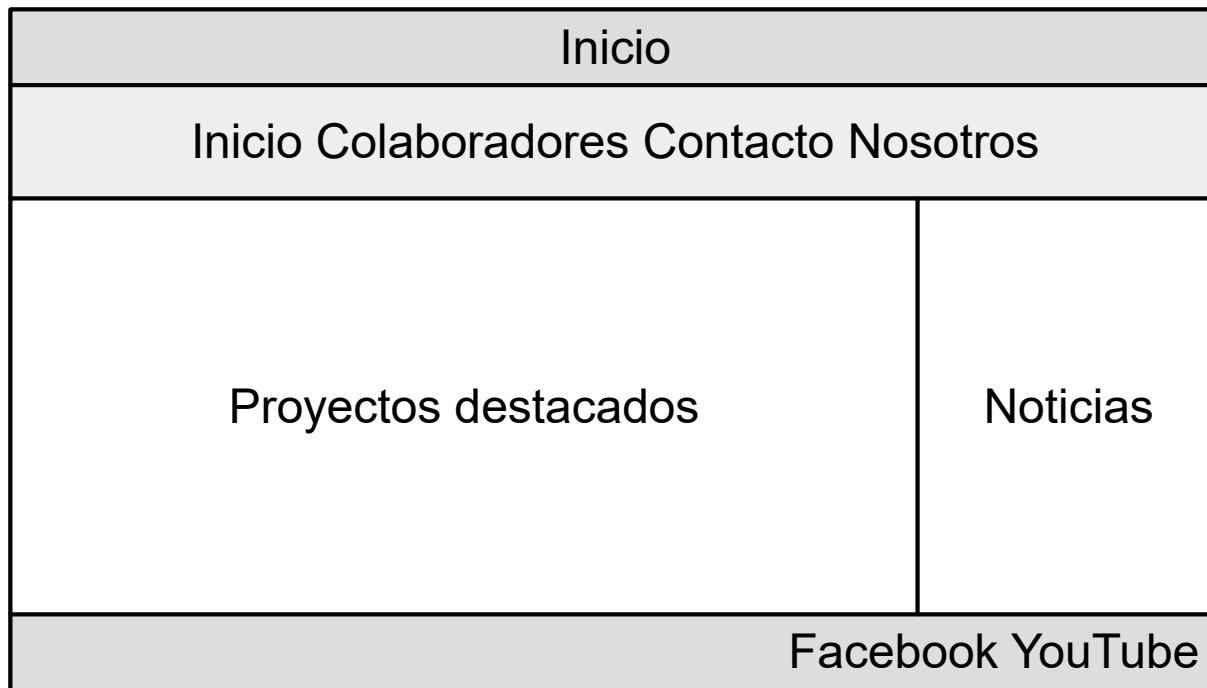 Inicio
Inicio Colaboradores Contacto Nosotros
Proyectos destacados
Noticias
Facebook YouTube